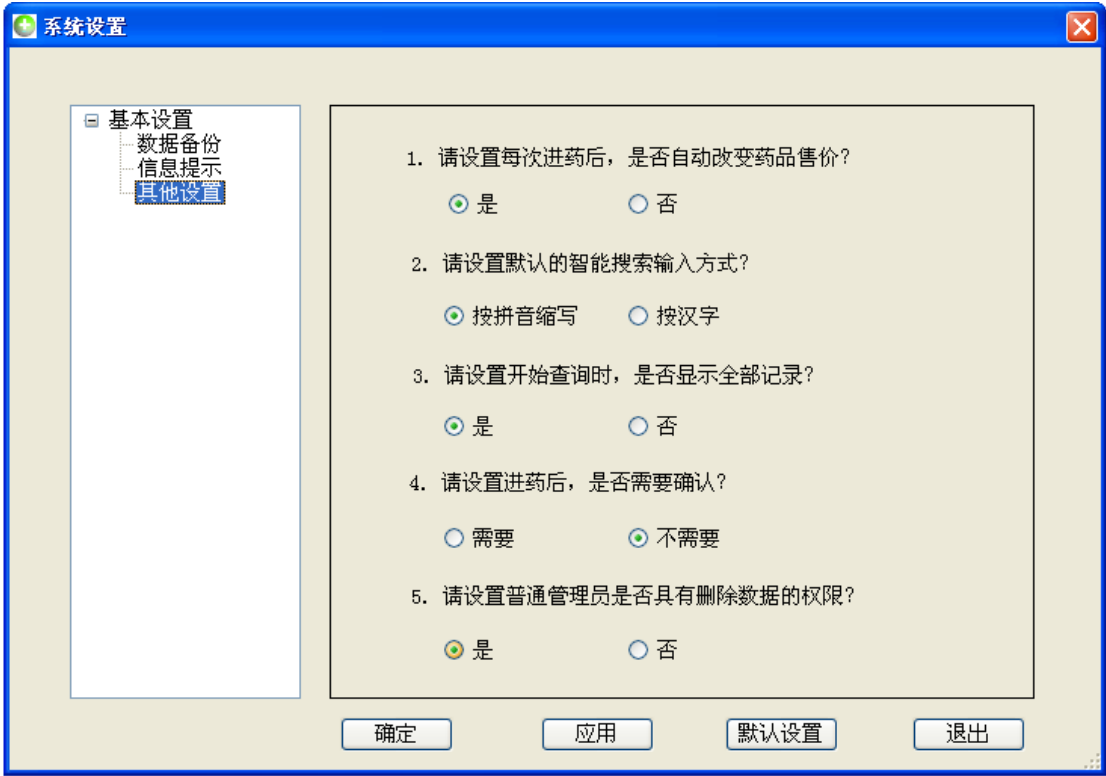 系统设置
基本设置
数据备份
信息提示
其他设置
1. 请设置每次进药后，是否自动改变药品售价？
是 否
2. 请设置默认的智能搜索输入方式？
按拼音缩写 按汉字
3. 请设置开始查询时，是否显示全部记录？
是 否
4. 请设置进药后，是否需要确认？
需要 不需要
5. 请设置普通管理员是否具有删除数据的权限？
是 否
确定 应用 默认设置 退出